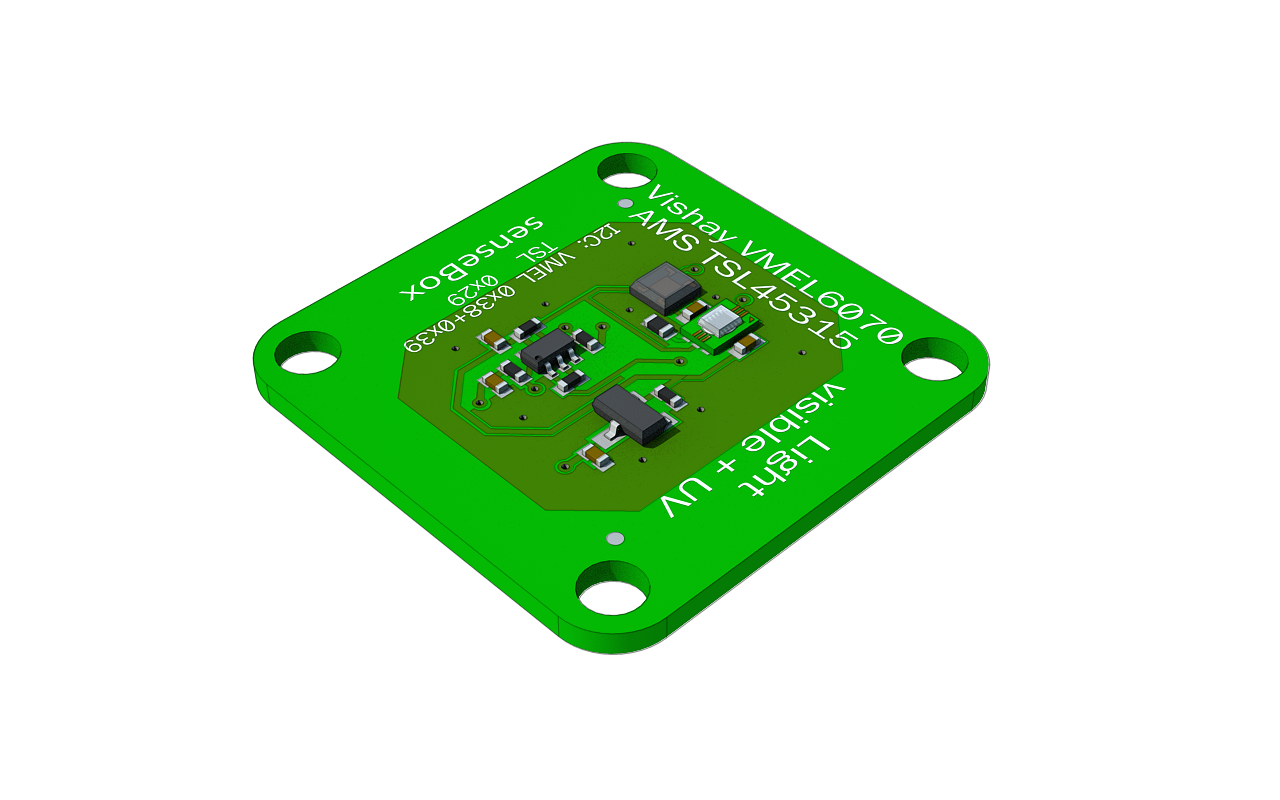 Vishay VMEL6070
AMS TSL45315
senseBox
I2C: VMEL 0x38+0x39
TSL 0x29
Light
visible + UV